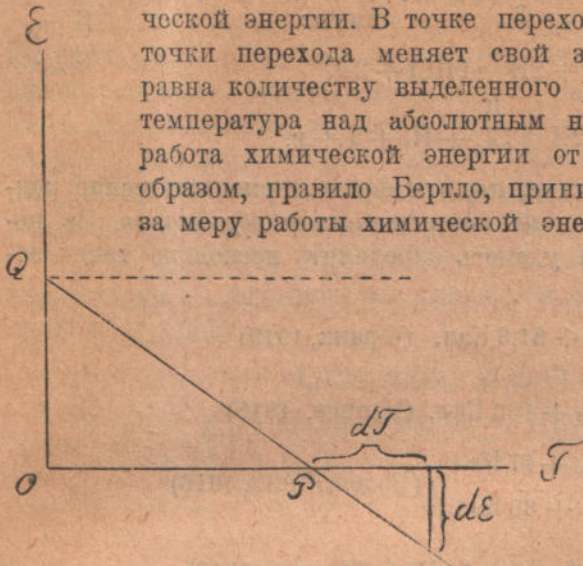 ℰ
ческой энергии. В точке перехо
точки перехода меняет свой з
равна количеству выделенного
температура над абсолютным н
работа химической энергии от
образом, правило Бертло, прини
за меру работы химической эне
Q
dT
O
P
T
dℰ